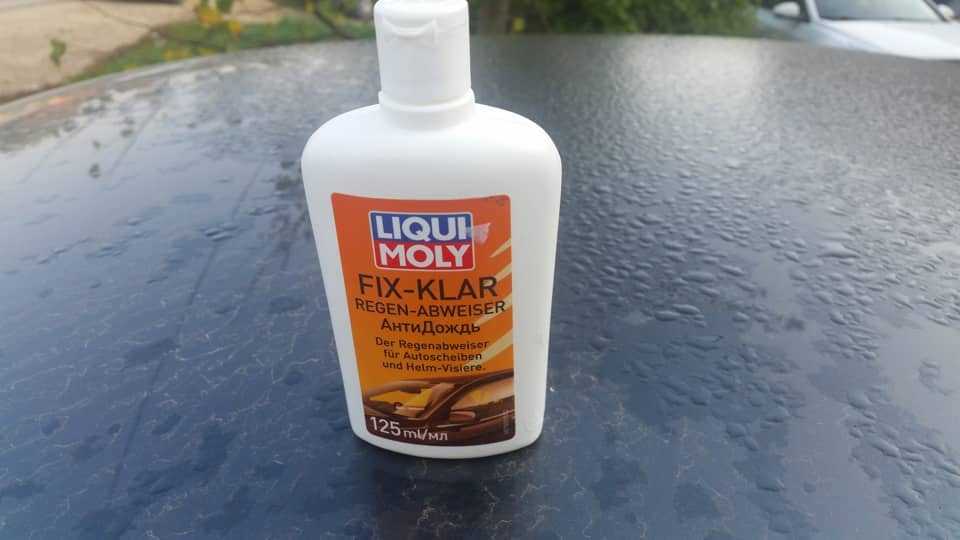 LIQUI
MOLY
FIX-KLAR
REGEN-ABWEISER
АнтиДождь
Der Regenabweiser
für Autoscheiben
und Helm-Visiere.
125 ml/мл